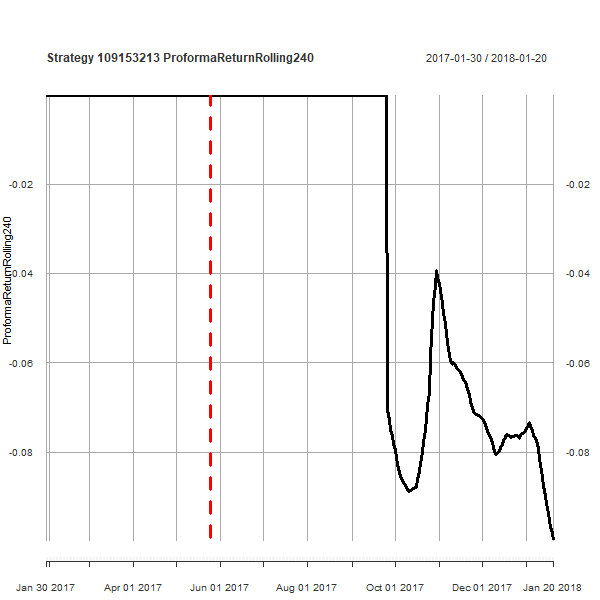 Strategy 109153213 ProformaReturnRolling240
2017-01-30 / 2018-01-20
ProformaReturnRolling240
-0.02
-0.04
-0.06
-0.08
-0.02
-0.04
-0.06
-0.08
Jan 30 2017
Apr 01 2017
Jun 01 2017
Aug 01 2017
Oct 01 2017
Dec 01 2017
Jan 20 2018